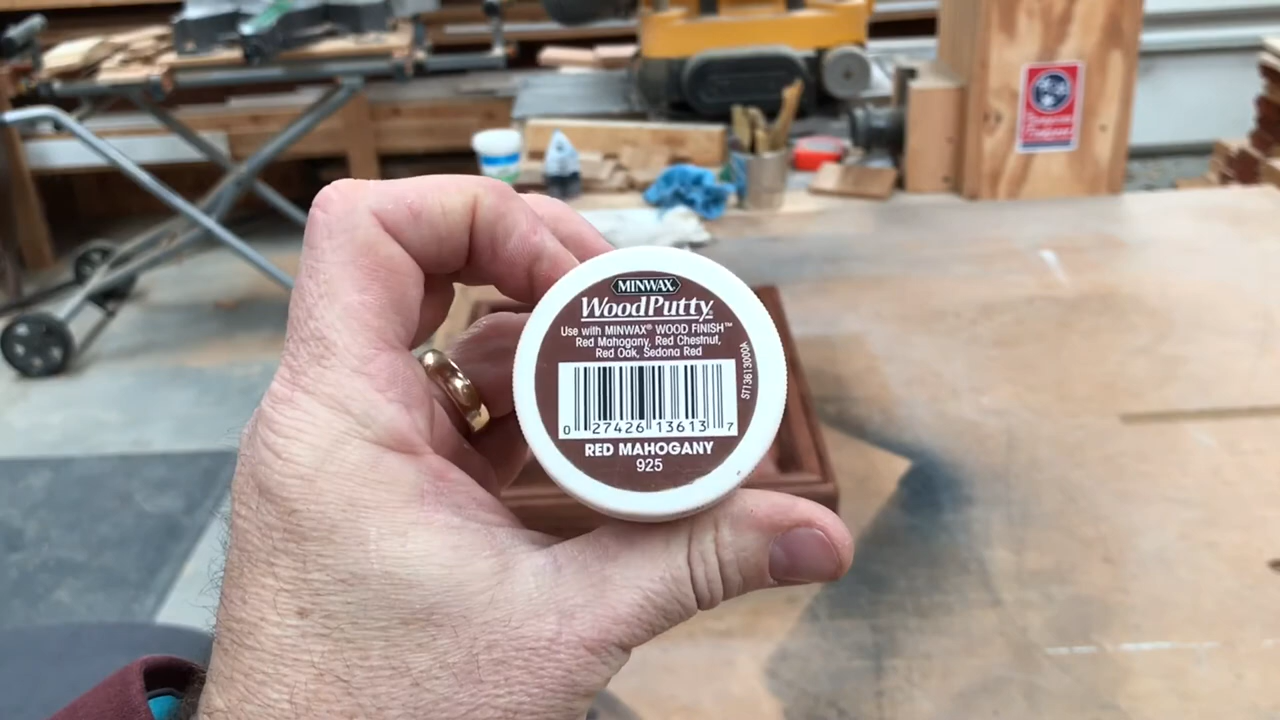 MINWAX
WoodPutty
Use with MINWAX® WOOD FINISH™
Red Mahogany, Red Chestnut,
Red Oak, Sedona Red
ST13613000A
0 27426 13613 7
RED MAHOGANY
925